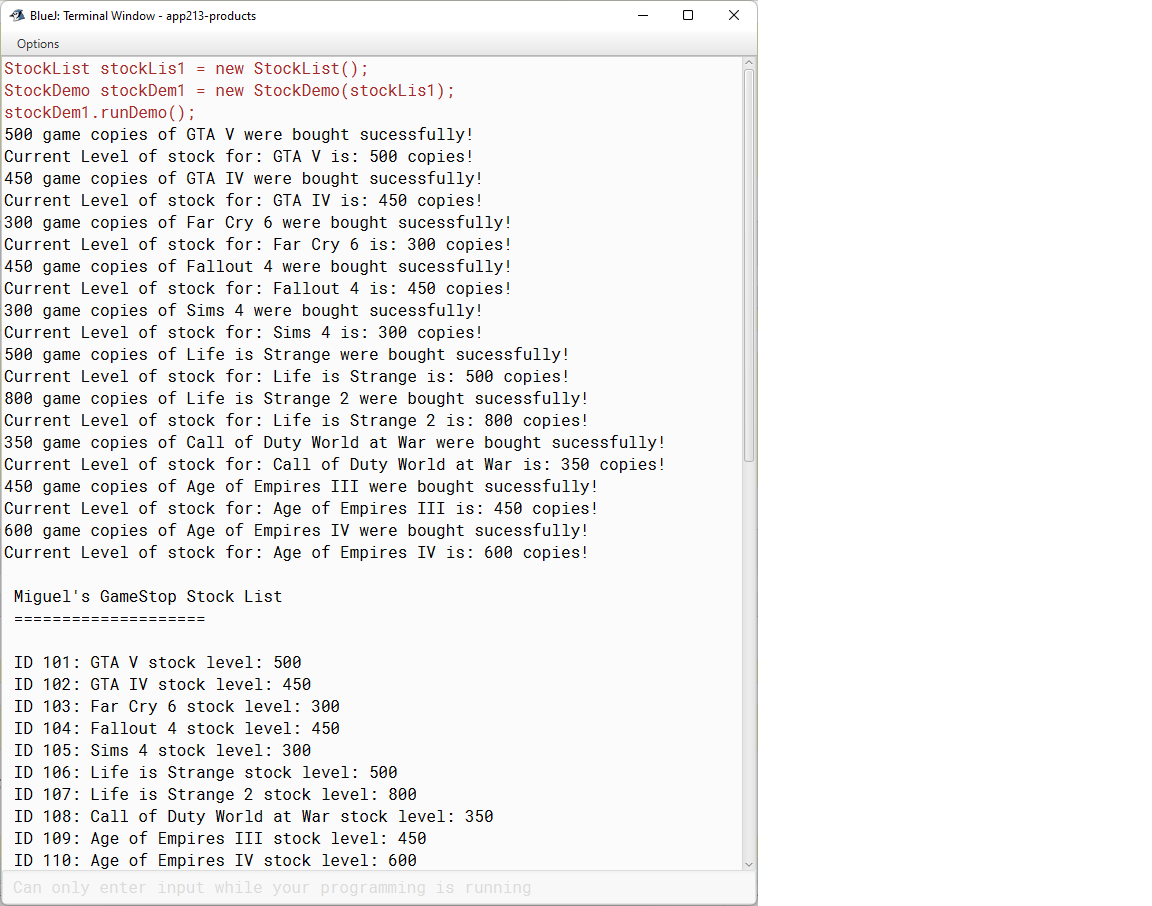 BlueJ: Terminal Window - app213-products
Options
StockList stockLis1 = new StockList();
StockDemo stockDem1 = new StockDemo(stockLis1);
stockDem1.runDemo();
500 game copies of GTA V were bought sucessfully!
Current Level of stock for: GTA V is: 500 copies!
450 game copies of GTA IV were bought sucessfully!
Current Level of stock for: GTA IV is: 450 copies!
300 game copies of Far Cry 6 were bought sucessfully!
Current Level of stock for: Far Cry 6 is: 300 copies!
450 game copies of Fallout 4 were bought sucessfully!
Current Level of stock for: Fallout 4 is: 450 copies!
300 game copies of Sims 4 were bought sucessfully!
Current Level of stock for: Sims 4 is: 300 copies!
500 game copies of Life is Strange were bought sucessfully!
Current Level of stock for: Life is Strange is: 500 copies!
800 game copies of Life is Strange 2 were bought sucessfully!
Current Level of stock for: Life is Strange 2 is: 800 copies!
350 game copies of Call of Duty World at War were bought sucessfully!
Current Level of stock for: Call of Duty World at War is: 350 copies!
450 game copies of Age of Empires III were bought sucessfully!
Current Level of stock for: Age of Empires III is: 450 copies!
600 game copies of Age of Empires IV were bought sucessfully!
Current Level of stock for: Age of Empires IV is: 600 copies!
Miguel's GameStop Stock List
====================
ID 101: GTA V stock level: 500
ID 102: GTA IV stock level: 450
ID 103: Far Cry 6 stock level: 300
ID 104: Fallout 4 stock level: 450
ID 105: Sims 4 stock level: 300
ID 106: Life is Strange stock level: 500
ID 107: Life is Strange 2 stock level: 800
ID 108: Call of Duty World at War stock level: 350
ID 109: Age of Empires III stock level: 450
ID 110: Age of Empires IV stock level: 600
Can only enter input while your programming is running